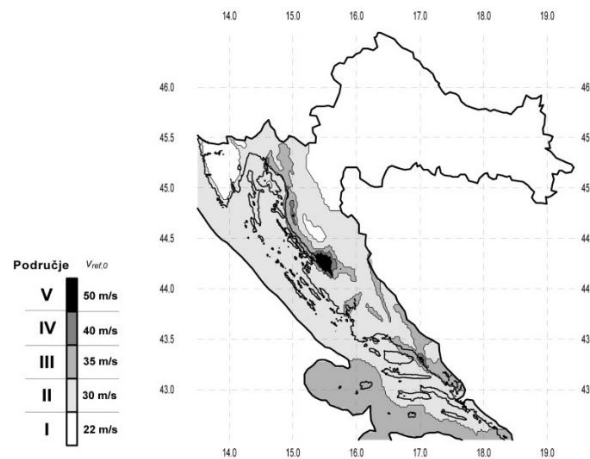 14.0 15.0 16.0 17.0 18.0 19.0
46.0
45.5 45
45.0 45
44.5 44
44.0 44
43.5 43
43.0 43
14.0 15.0 16.0 17.0 18.0 19.0
Područje Vref,0
V 50 m/s
IV 40 m/s
III 35 m/s
II 30 m/s
I 22 m/s